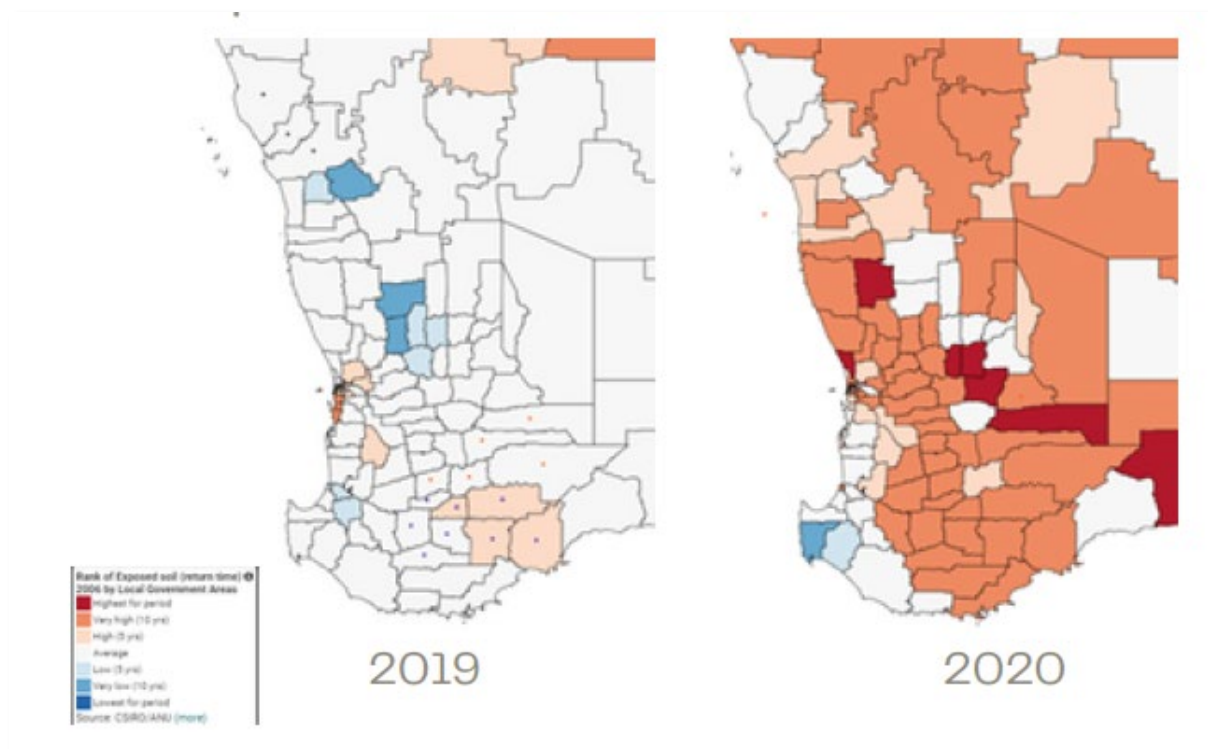 Rank of Exposed soil (return time)
2006 by Local Government Areas
Highest for period
Very high (10 yrs)
High (5 yrs)
Average
Low (5 yrs)
Very low (10 yrs)
Lowest for period
Source: CSIRO/ANU (more)
2019
2020